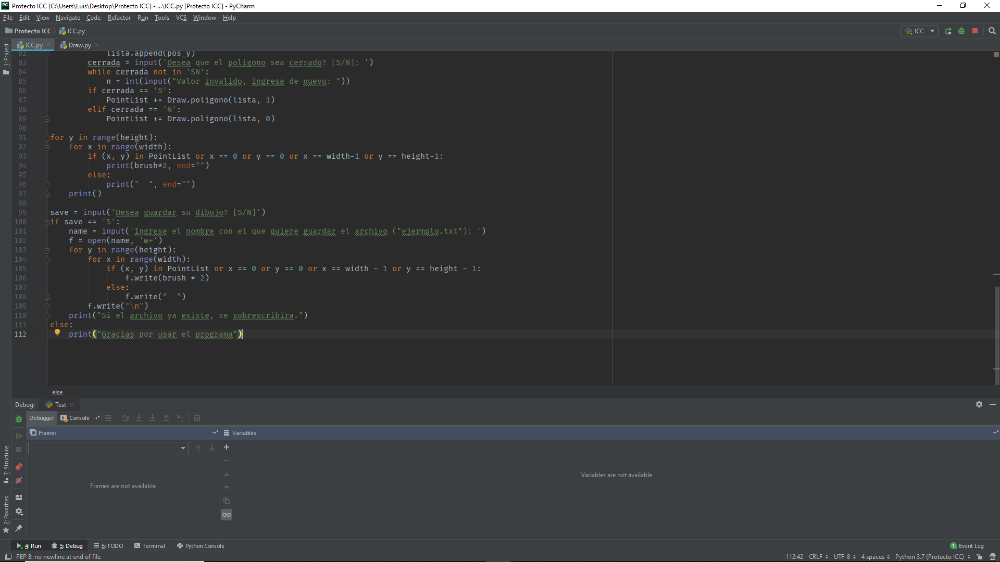 Protecto ICC [C:\Users\Luis\Desktop\Protecto ICC] - ...\ICC.py [Protecto ICC] - PyCharm
File Edit View Navigate Code Refactor Run Tools VCS Window Help
Protecto ICC ICC.py ICC
ICC.py Draw.py
1: Project
82 lista.append(pos_y)
83 cerrada = input('Desea que el poligono sea cerrado? [S/N]: ')
84 while cerrada not in 'SN':
85 n = int(input("Valor invalido, Ingrese de nuevo: "))
86 if cerrada == 'S':
87 PointList += Draw.poligono(lista, 1)
88 elif cerrada == 'N':
89 PointList += Draw.poligono(lista, 0)
90
91 for y in range(height):
92 for x in range(width):
93 if (x, y) in PointList or x == 0 or y == 0 or x == width-1 or y == height-1:
94 print(brush*2, end="")
95 else:
96 print("  ", end="")
97 print()
98
99 save = input('Desea guardar su dibujo? [S/N]')
100 if save == 'S':
101 name = input('Ingrese el nombre con el que quiere guardar el archivo ("ejermplo.txt"): ')
102 f = open(name, 'w+')
103 for y in range(height):
104 for x in range(width):
105 if (x, y) in PointList or x == 0 or y == 0 or x == width - 1 or y == height - 1:
106 f.write(brush * 2)
107 else:
108 f.write("  ")
109 f.write("\n")
110 print("Si el archivo ya existe, se sobrescribira.")
111 else:
112 print("Gracias por usar el programa")
else
Debug: Test
Debugger Console
Frames Variables
Variables are not available
Frames are not available
7: Structure
2: Favorites
4: Run 5: Debug 6: TODO Terminal Python Console 1 Event Log
PEP 8: no newline at end of file 112:42 CRLF UTF-8 4 spaces Python 3.7 (Protecto ICC)